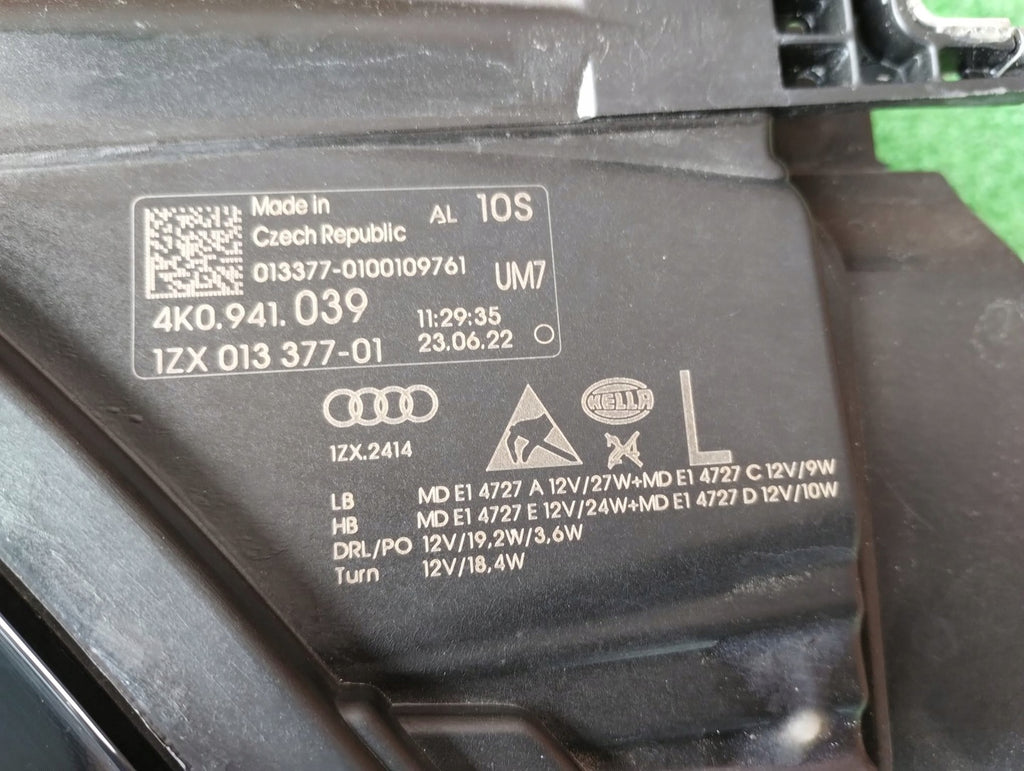 Made in
Czech Republic
AL 10S
013377-0100109761
UM7
4K0.941.039
11:29:35
1ZX 013 377-01
23.06.22
1ZX.2414
HELLA
24
L
LB MD E1 4727 A 12V/27W+MD E1 4727 C 12V/9W
HB MD E1 4727 E 12V/24W+MD E1 4727 D 12V/10W
DRL/PO 12V/19,2W/3,6W
Turn 12V/18,4W